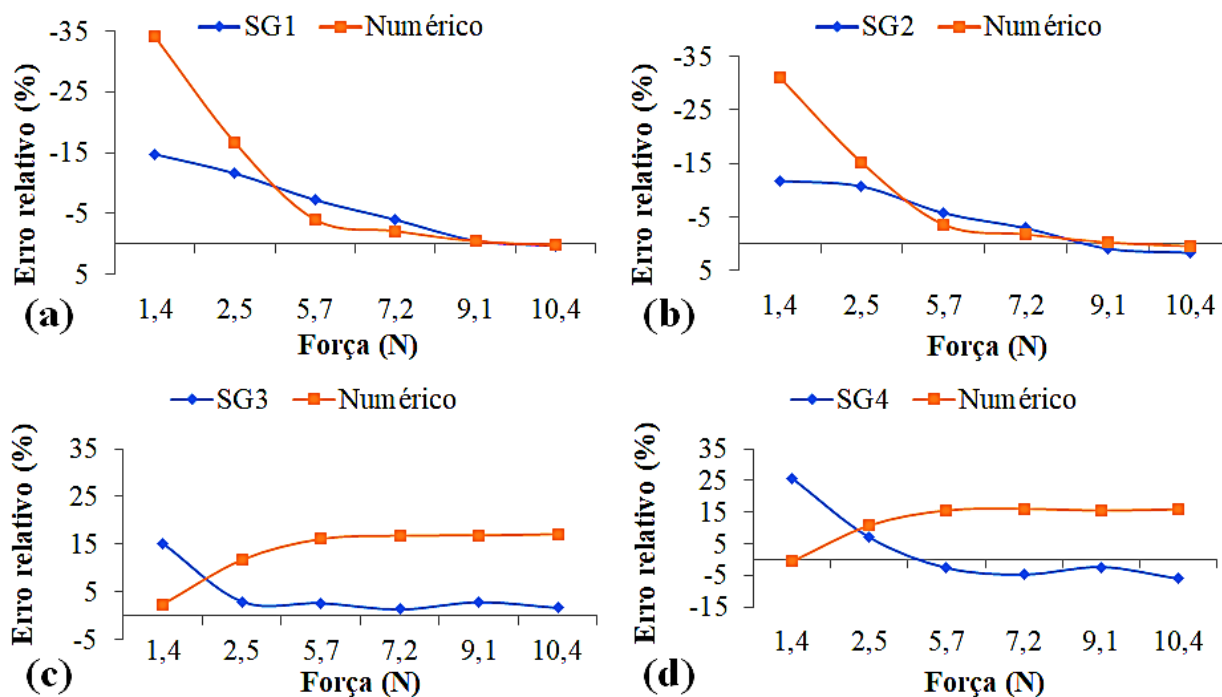 SG1 Numérico
Erro relativo (%)
-35
-25
-15
-5
5
1,4 2,5 5,7 7,2 9,1 10,4
Força (N)
(a)
SG2 Numérico
Erro relativo (%)
-35
-25
-15
-5
5
1,4 2,5 5,7 7,2 9,1 10,4
Força (N)
(b)
SG3 Numérico
Erro relativo (%)
35
25
15
5
-5
1,4 2,5 5,7 7,2 9,1 10,4
Força (N)
(c)
SG4 Numérico
Erro relativo (%)
35
25
15
5
-5
-15
1,4 2,5 5,7 7,2 9,1 10,4
Força (N)
(d)